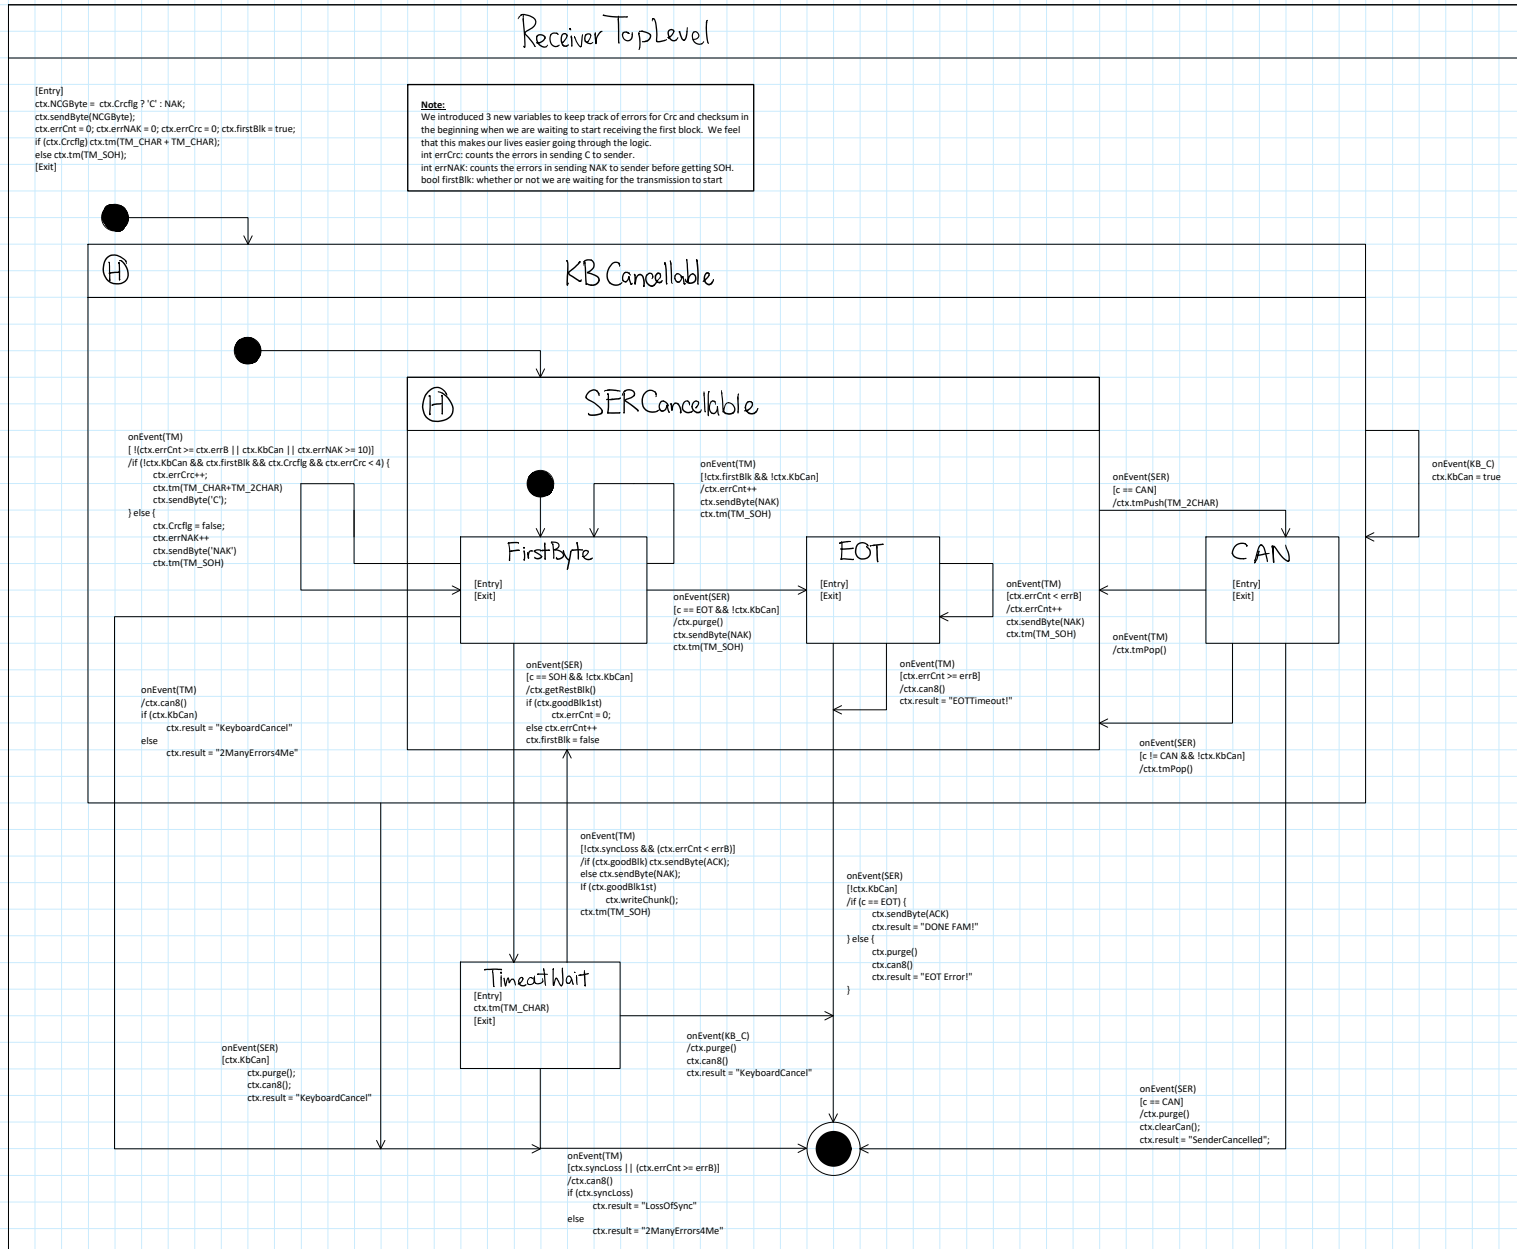 Receiver TopLevel
[Entry]
ctx.NCGByte = ctx.Crcflg ? 'C' : NAK;
ctx.sendByte(NCGByte);
ctx.errCnt = 0; ctx.errNAK = 0; ctx.errCrc = 0; ctx.firstBlk = true;
if (ctx.Crcflg) ctx.tm(TM_CHAR + TM_CHAR);
else ctx.tm(TM_SOH);
[Exit]
Note:
We introduced 3 new variables to keep track of errors for Crc and checksum in
the beginning when we are waiting to start receiving the first block. We feel
that this makes our lives easier going through the logic.
int errCrc: counts the errors in sending C to sender.
int errNAK: counts the errors in sending NAK to sender before getting SOH.
bool firstBlk: whether or not we are waiting for the transmission to start
H
KB Cancellable
H
SER Cancellable
onEvent(TM)
[ !(ctx.errCnt >= ctx.errB || ctx.KbCan || ctx.errNAK >= 10)]
/if (!ctx.KbCan && ctx.firstBlk && ctx.Crcflg && ctx.errCrc < 4) {
ctx.errCrc++;
ctx.tm(TM_CHAR+TM_2CHAR)
ctx.sendByte('C');
} else {
ctx.Crcflg = false;
ctx.errNAK++
ctx.sendByte('NAK')
ctx.tm(TM_SOH)
onEvent(TM)
[!ctx.firstBlk && !ctx.KbCan]
/ctx.errCnt++
ctx.sendByte(NAK)
ctx.tm(TM_SOH)
onEvent(SER)
[c == CAN]
/ctx.tmPush(TM_2CHAR)
onEvent(KB_C)
ctx.KbCan = true
FirstByte
[Entry]
[Exit]
EOT
[Entry]
[Exit]
CAN
[Entry]
[Exit]
onEvent(SER)
[c == EOT && !ctx.KbCan]
/ctx.purge()
ctx.sendByte(NAK)
ctx.tm(TM_SOH)
onEvent(TM)
[ctx.errCnt < errB]
/ctx.errCnt++
ctx.sendByte(NAK)
ctx.tm(TM_SOH)
onEvent(TM)
/ctx.tmPop()
onEvent(SER)
[c == SOH && !ctx.KbCan]
/ctx.getRestBlk()
if (ctx.goodBlk1st)
ctx.errCnt = 0;
else ctx.errCnt++
ctx.firstBlk = false
onEvent(TM)
[ctx.errCnt >= errB]
/ctx.can8()
ctx.result = "EOTTimeout!"
onEvent(TM)
/ctx.can8()
if (ctx.KbCan)
ctx.result = "KeyboardCancel"
else
ctx.result = "2ManyErrors4Me"
onEvent(SER)
[c != CAN && !ctx.KbCan]
/ctx.tmPop()
onEvent(TM)
[!ctx.syncLoss && (ctx.errCnt < errB)]
/if (ctx.goodBlk) ctx.sendByte(ACK);
else ctx.sendByte(NAK);
If (ctx.goodBlk1st)
ctx.writeChunk();
ctx.tm(TM_SOH)
onEvent(SER)
[!ctx.KbCan]
/if (c == EOT) {
ctx.sendByte(ACK)
ctx.result = "DONE FAM!"
} else {
ctx.purge()
ctx.can8()
ctx.result = "EOT Error!"
}
TimeoutWait
[Entry]
ctx.tm(TM_CHAR)
[Exit]
onEvent(KB_C)
/ctx.purge()
ctx.can8()
ctx.result = "KeyboardCancel"
onEvent(SER)
[ctx.KbCan]
ctx.purge();
ctx.can8();
ctx.result = "KeyboardCancel"
onEvent(SER)
[c == CAN]
/ctx.purge()
ctx.clearCan();
ctx.result = "SenderCancelled";
onEvent(TM)
[ctx.syncLoss || (ctx.errCnt >= errB)]
/ctx.can8()
if (ctx.syncLoss)
ctx.result = "LossOfSync"
else
ctx.result = "2ManyErrors4Me"